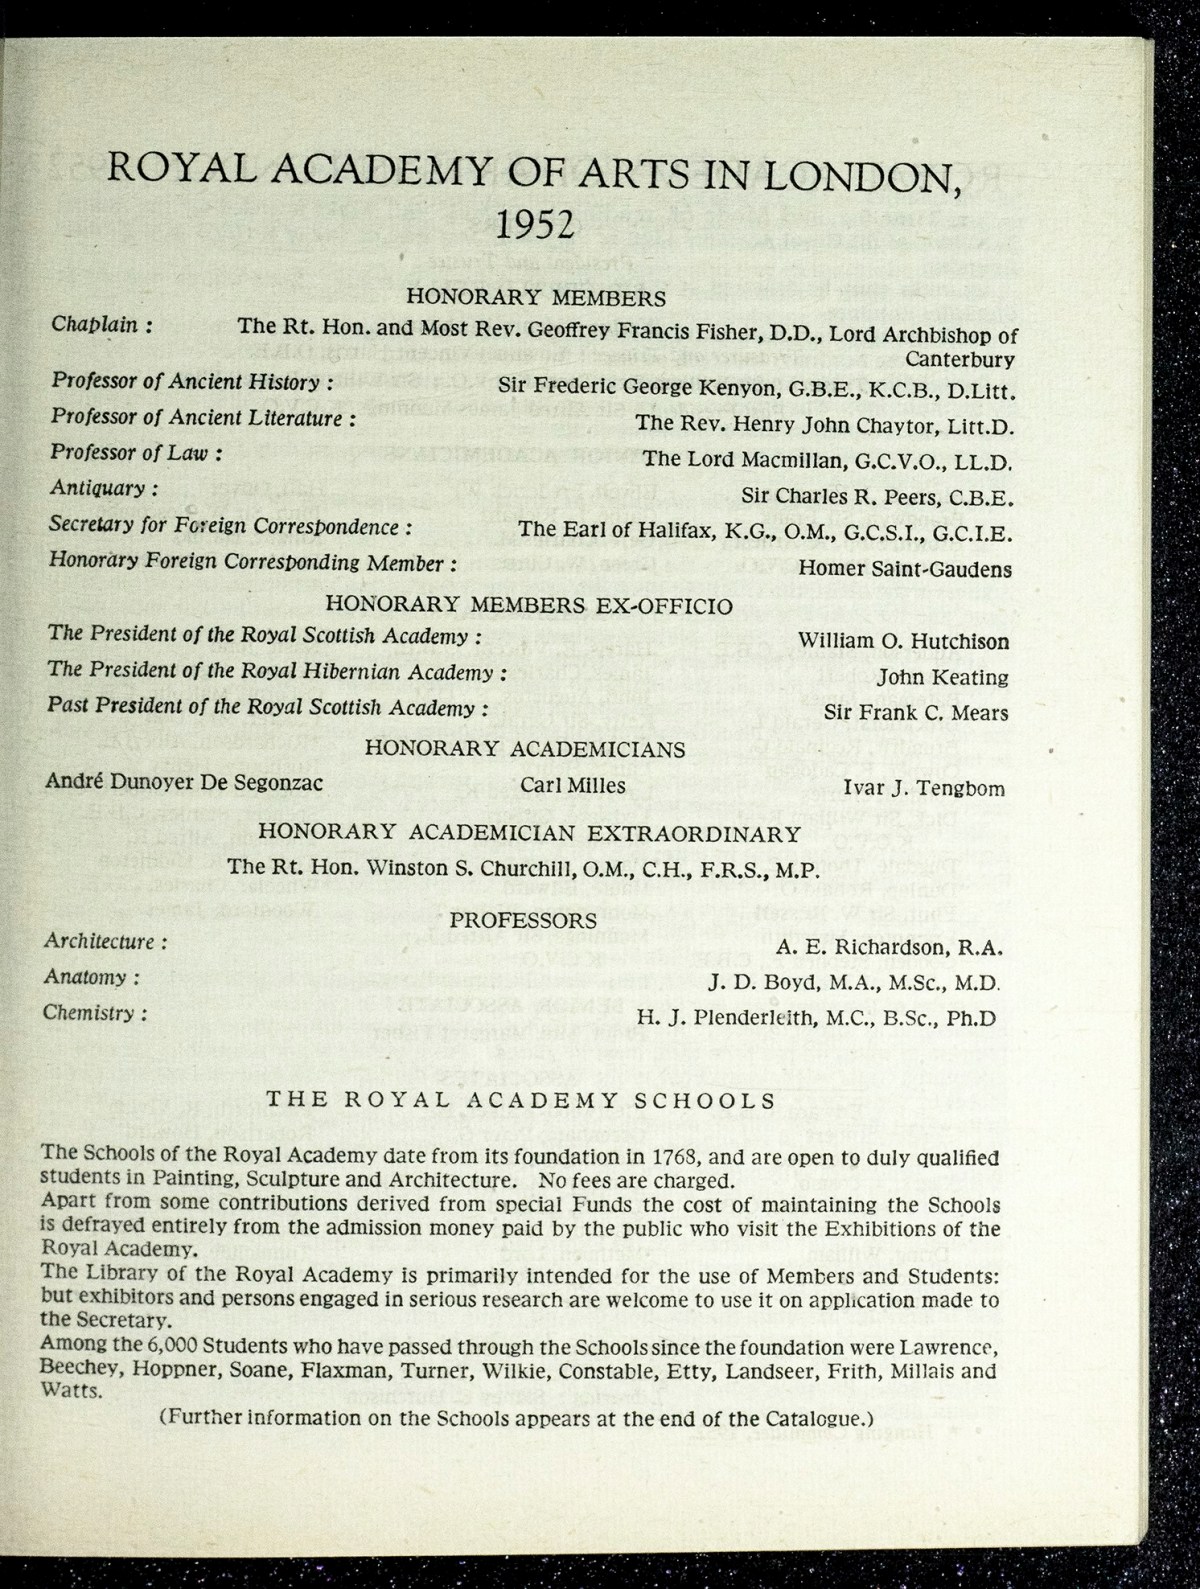 ROYAL ACADEMY OF ARTS IN LONDON,
1952
HONORARY MEMBERS
Chaplain : The Rt. Hon. and Most Rev. Geoffrey Francis Fisher, D.D., Lord Archbishop of
Canterbury
Professor of Ancient History : Sir Frederic George Kenyon, G.B.E., K.C.B., D.Litt.
Professor of Ancient Literature : The Rev. Henry John Chaytor, Litt.D.
Professor of Law : The Lord Macmillan, G.C.V.O., LL.D.
Antiquary : Sir Charles R. Peers, C.B.E.
Secretary for Foreign Correspondence : The Earl of Halifax, K.G., O.M., G.C.S.I., G.C.I.E.
Honorary Foreign Corresponding Member : Homer Saint-Gaudens
HONORARY MEMBERS EX-OFFICIO
The President of the Royal Scottish Academy : William O. Hutchison
The President of the Royal Hibernian Academy : John Keating
Past President of the Royal Scottish Academy : Sir Frank C. Mears
HONORARY ACADEMICIANS
André Dunoyer De Segonzac Carl Milles Ivar J. Tengbom
HONORARY ACADEMICIAN EXTRAORDINARY
The Rt. Hon. Winston S. Churchill, O.M., C.H., F.R.S., M.P.
PROFESSORS
Architecture : A. E. Richardson, R.A.
Anatomy : J. D. Boyd, M.A., M.Sc., M.D.
Chemistry : H. J. Plenderleith, M.C., B.Sc., Ph.D
THE ROYAL ACADEMY SCHOOLS
The Schools of the Royal Academy date from its foundation in 1768, and are open to duly qualified
students in Painting, Sculpture and Architecture. No fees are charged.
Apart from some contributions derived from special Funds the cost of maintaining the Schools
is defrayed entirely from the admission money paid by the public who visit the Exhibitions of the
Royal Academy.
The Library of the Royal Academy is primarily intended for the use of Members and Students:
but exhibitors and persons engaged in serious research are welcome to use it on application made to
the Secretary.
Among the 6,000 Students who have passed through the Schools since the foundation were Lawrence,
Beechey, Hoppner, Soane, Flaxman, Turner, Wilkie, Constable, Etty, Landseer, Frith, Millais and
Watts.
(Further information on the Schools appears at the end of the Catalogue.)